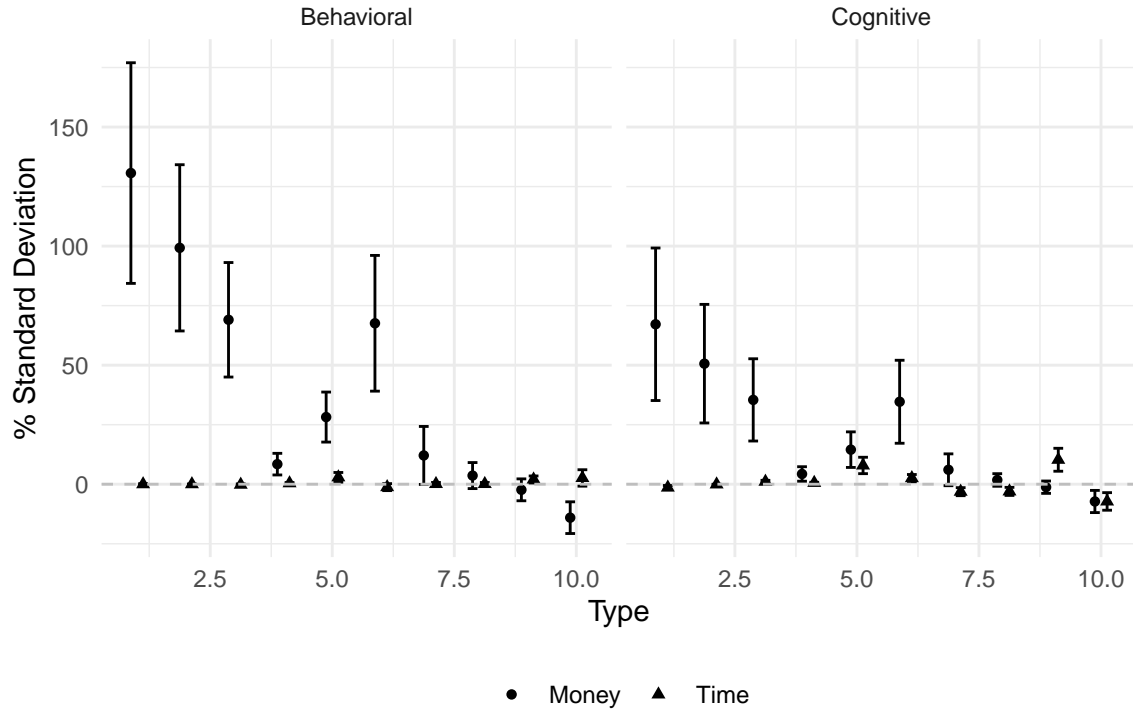 Behavioral
Cognitive
% Standard Deviation
150
100
50
0
2.5 5.0 7.5 10.0
2.5 5.0 7.5 10.0
Type
Money Time